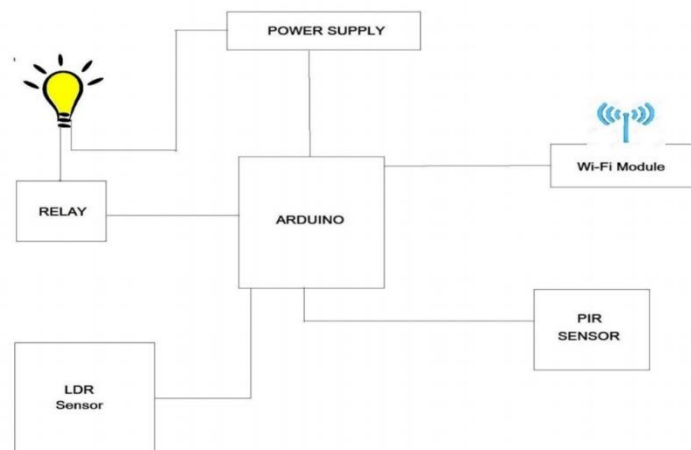 POWER SUPPLY
Wi-Fi Module
RELAY
ARDUINO
PIR
SENSOR
LDR
Sensor